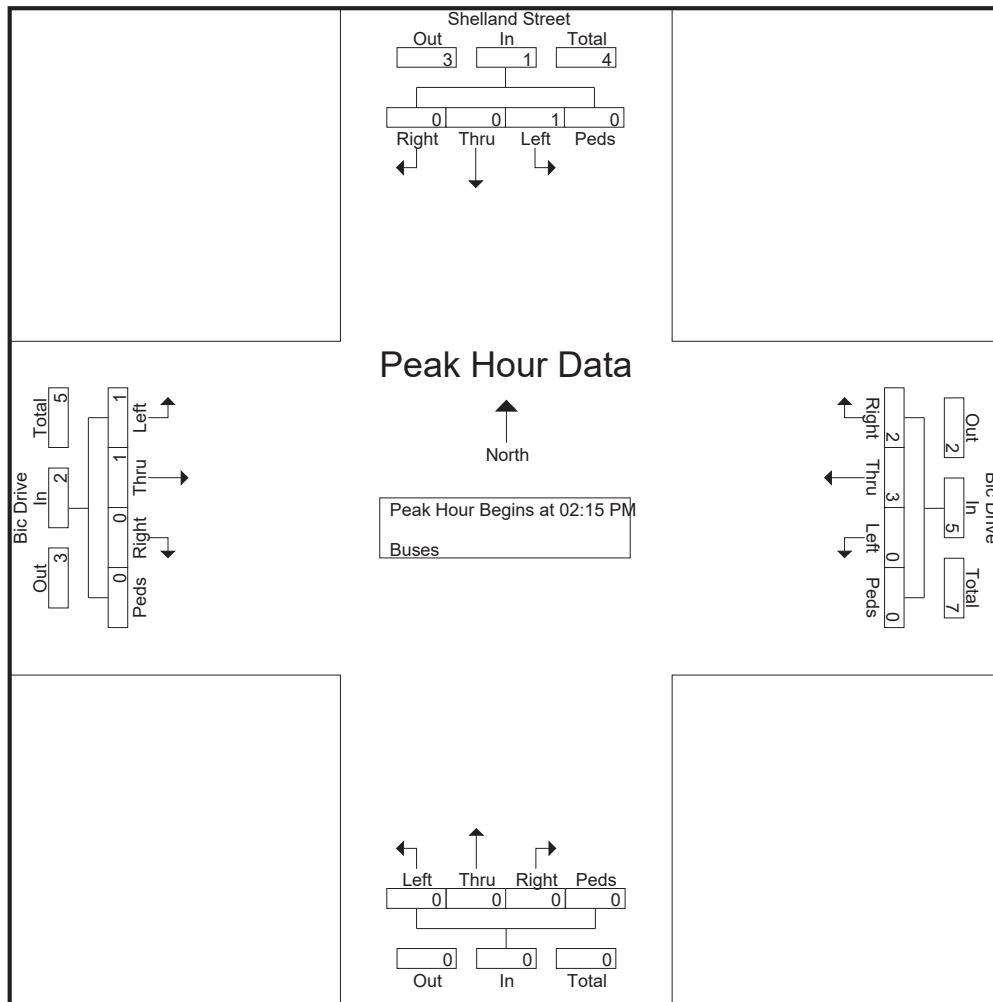 Shelland Street
Out In Total
3 1 4
0 0 1 0
Right Thru Left Peds
Peak Hour Data
North
Peak Hour Begins at 02:15 PM
Buses
Bic Drive
Total In Out
5 2 3
1 1 0 0
Left Thru Right Peds
Right Thru Left Peds
2 3 0 0
Out In Total
2 5 7
Bic Drive
Left Thru Right Peds
0 0 0 0
0 0 0
Out In Total